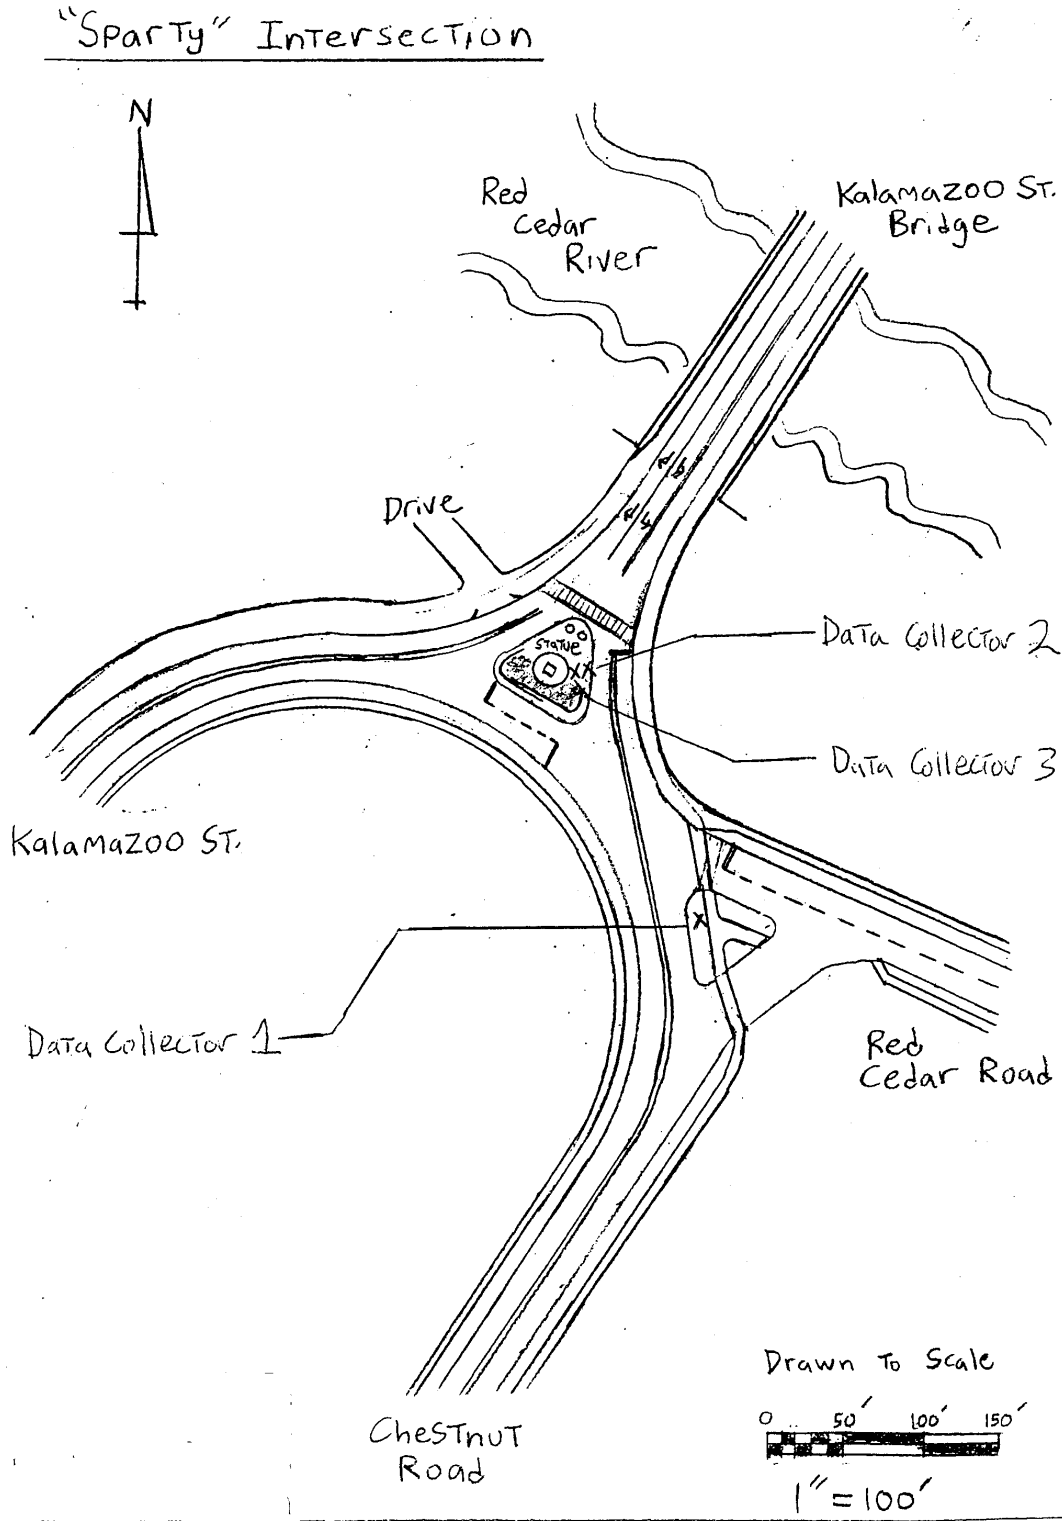 "Sparty" Intersection
N
Red
Cedar
River
Kalamazoo St.
Bridge
Drive
Statue
Data Collector 2
Data Collector 3
Kalamazoo St.
Data Collector 1
Red
Cedar Road
Chestnut
Road
Drawn To Scale
0 50' 100' 150'
1" = 100'